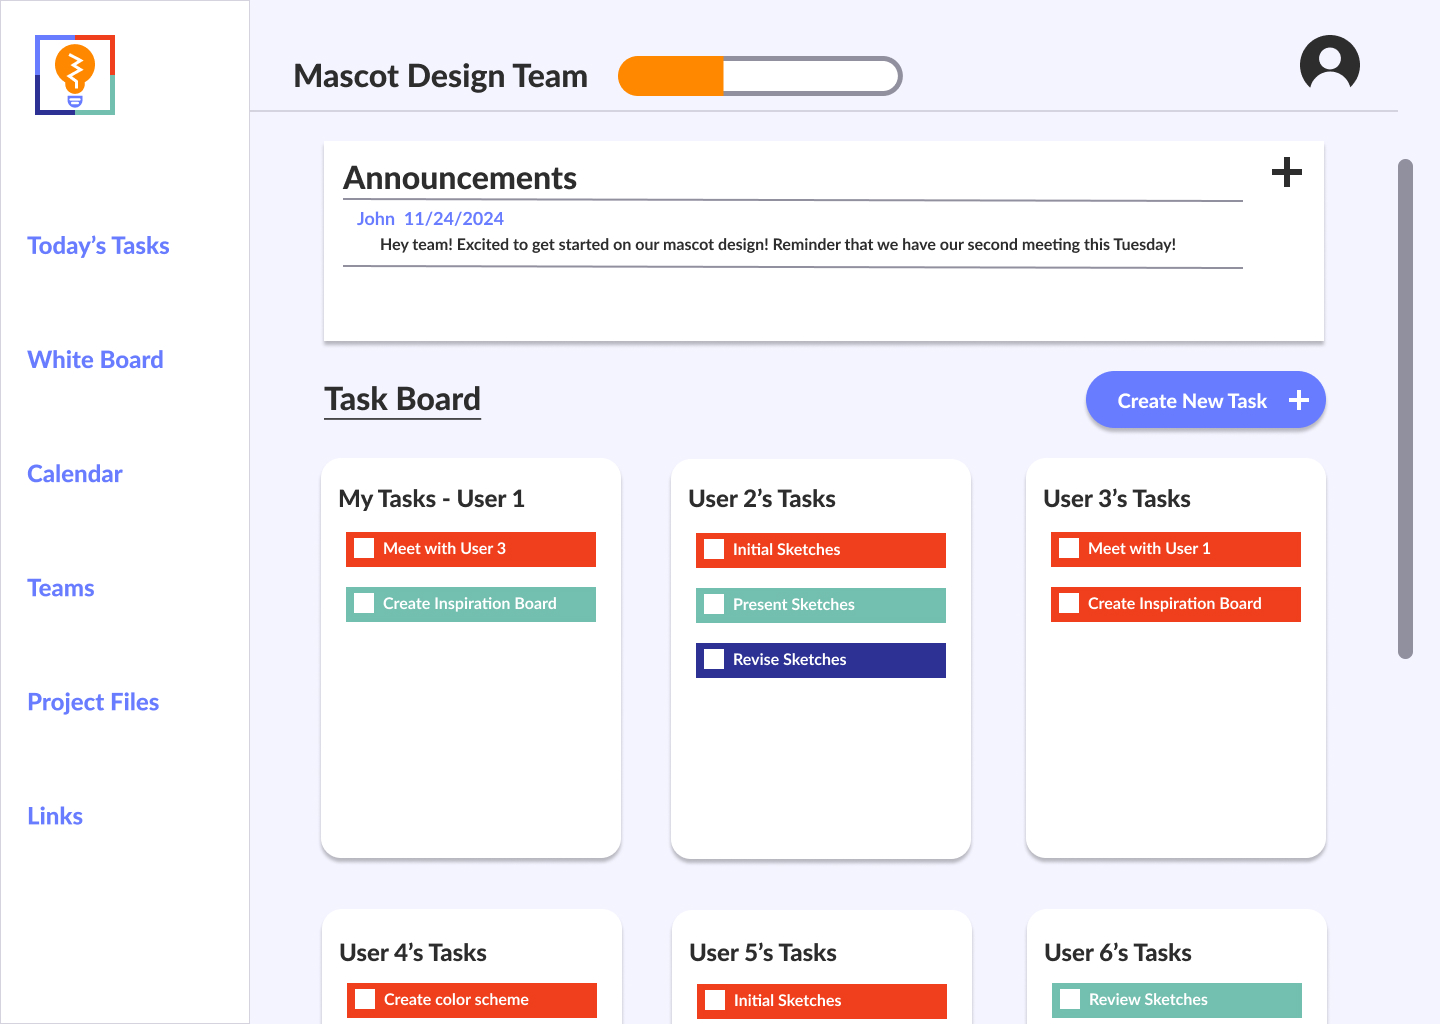 Mascot Design Team
Today’s Tasks
White Board
Calendar
Teams
Project Files
Links
Announcements
John 11/24/2024
Hey team! Excited to get started on our mascot design! Reminder that we have our second meeting this Tuesday!
Task Board
Create New Task
My Tasks - User 1
Meet with User 3
Create Inspiration Board
User 2’s Tasks
Initial Sketches
Present Sketches
Revise Sketches
User 3’s Tasks
Meet with User 1
Create Inspiration Board
User 4’s Tasks
Create color scheme
User 5’s Tasks
Initial Sketches
User 6’s Tasks
Review Sketches